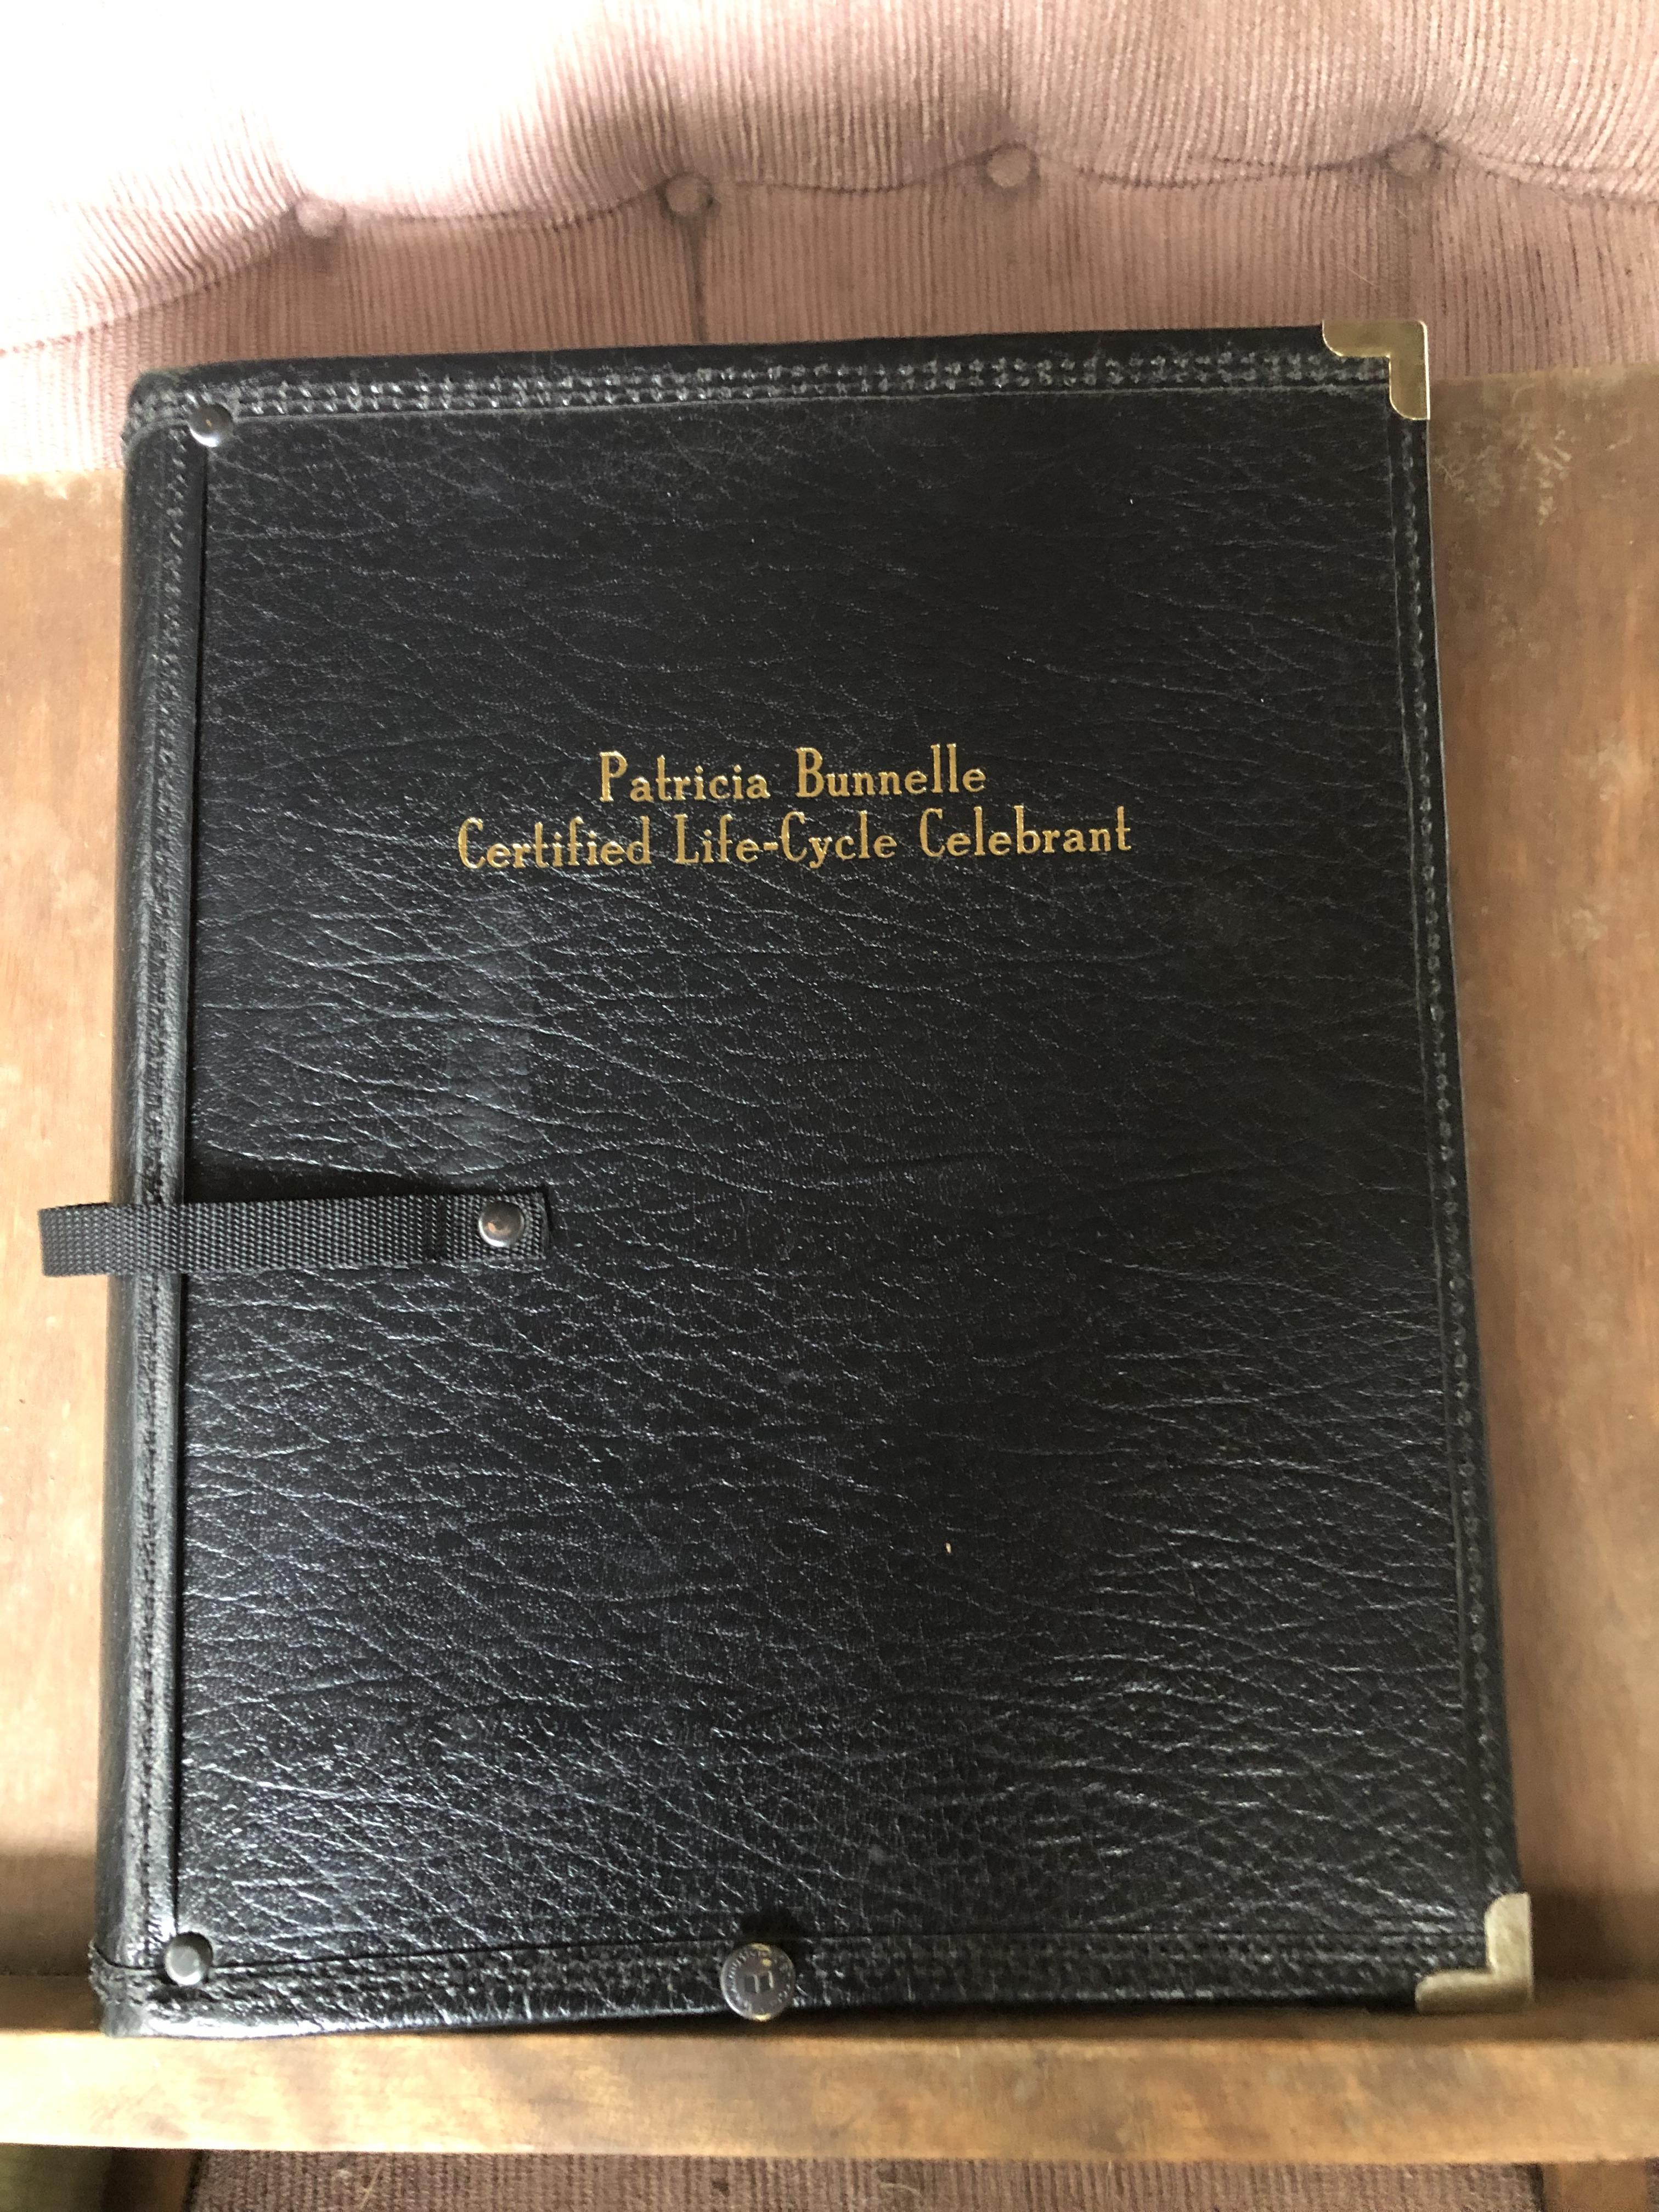 Patricia Bunnelle
Certified Life-Cycle Celebrant